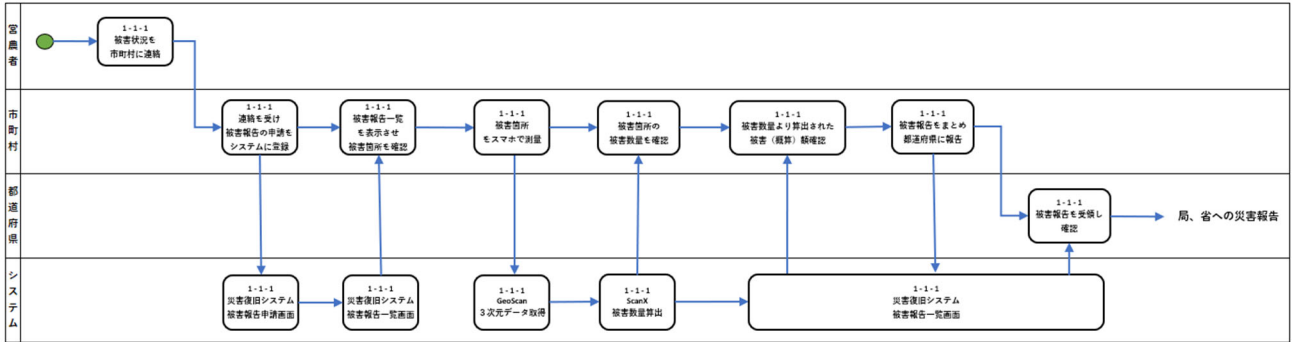 営農者
1-1-1
被害状況を
市町村に連絡
市町村
1-1-1
連絡を受け
被害報告の申請を
システムに登録
1-1-1
被害報告一覧
を表示させ
被害箇所を確認
1-1-1
被害箇所
をスマホで測量
1-1-1
被害箇所の
被害数量を確認
1-1-1
被害数量より算出された
被害（概算）額確認
1-1-1
被害報告をまとめ
都道府県に報告
都道府県
1-1-1
被害報告を受領し
確認
局、省への災害報告
システム
1-1-1
災害復旧システム
被害報告申請画面
1-1-1
災害復旧システム
被害報告一覧画面
1-1-1
GeoScan
３次元データ取得
1-1-1
ScanX
被害数量算出
1-1-1
災害復旧システム
被害報告一覧画面